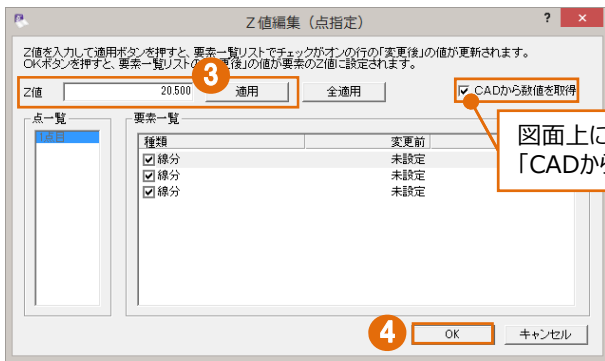 Z値編集（点指定）
? ×
Z値を入力して適用ボタンを押すと、要素一覧リストでチェックがオンの行の「変更後」の値が更新されます。
OKボタンを押すと、要素一覧リストの 更後」の値が要素のZ値に設定されます。
3
Z値 20.500 適用 全適用 CADから数値を取得
点一覧 要素一覧
1点目 種類 変更前
線分 未設定
線分 未設定
線分 未設定
図面上に
「CADから
4 OK キャンセル